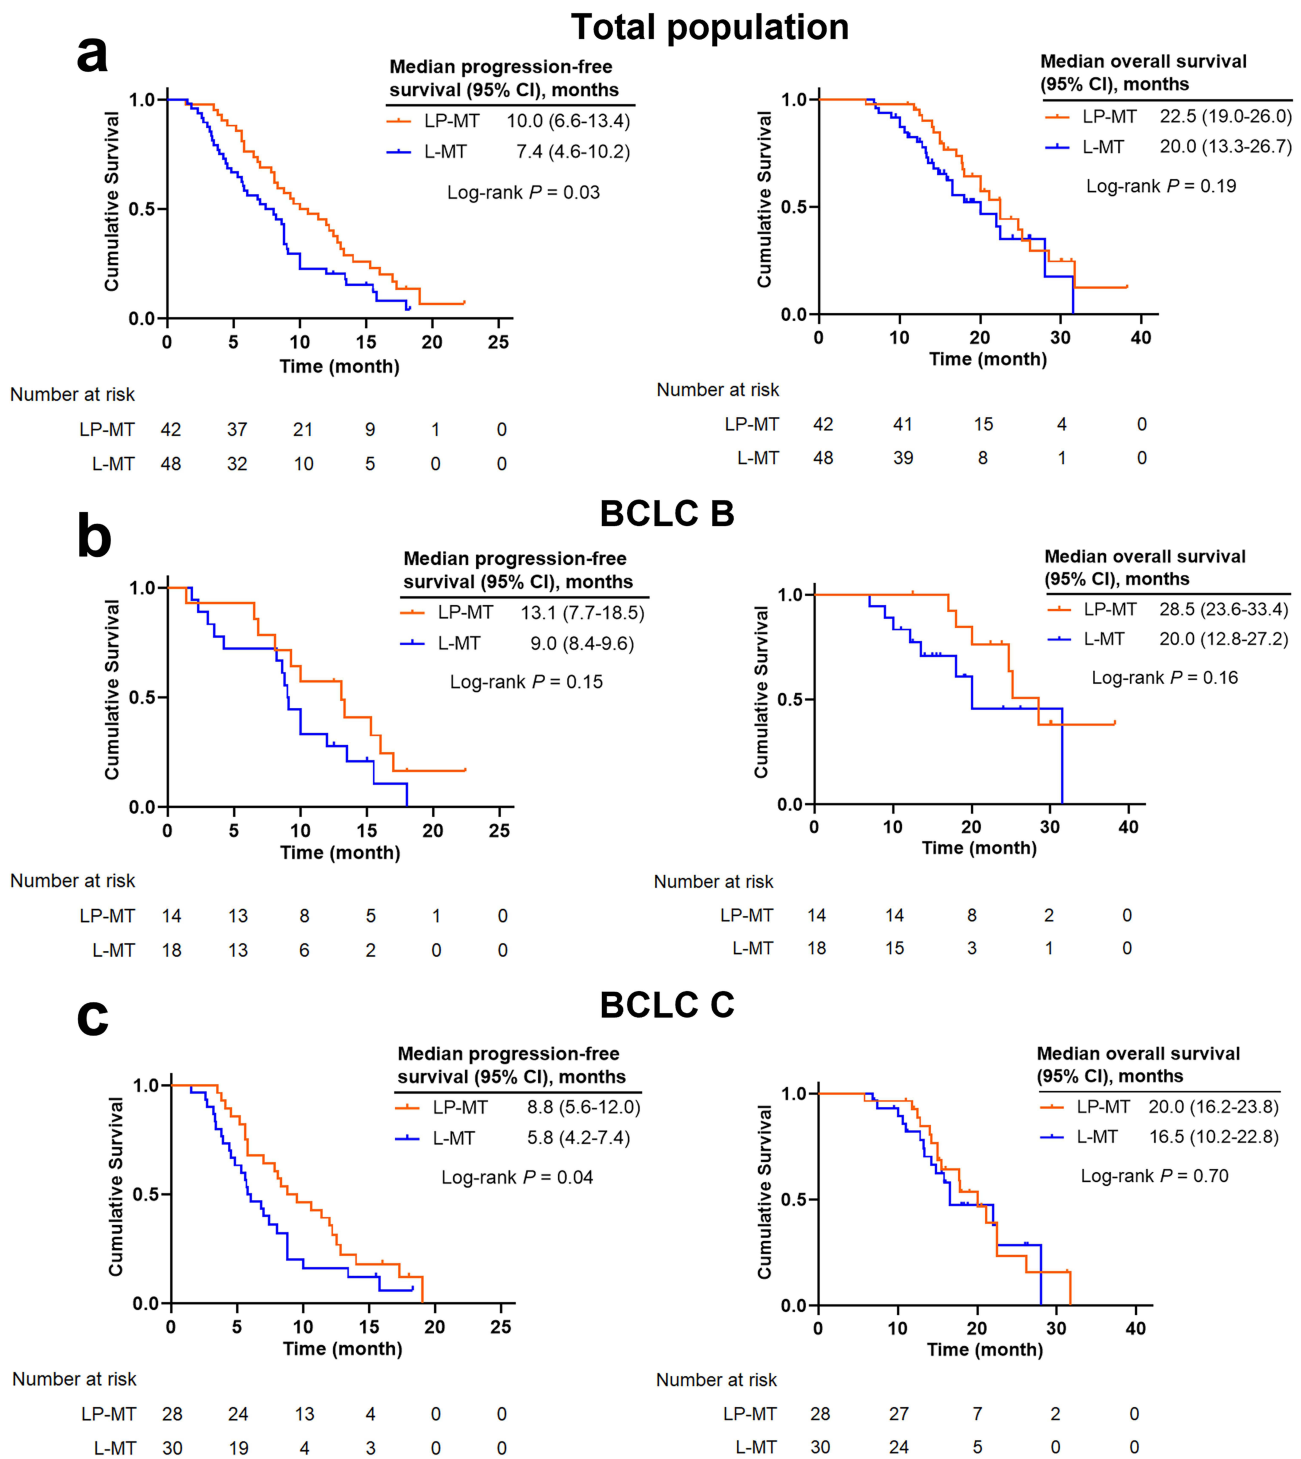 Total population
a
Median progression-free
survival (95% CI), months
LP-MT 10.0 (6.6-13.4)
L-MT 7.4 (4.6-10.2)
Log-rank P = 0.03
Cumulative Survival
1.0
0.5
0.0
0 5 10 15 20 25
Time (month)
Number at risk
LP-MT 42 37 21 9 1 0
L-MT 48 32 10 5 0 0
Median overall survival
(95% CI), months
LP-MT 22.5 (19.0-26.0)
L-MT 20.0 (13.3-26.7)
Log-rank P = 0.19
Cumulative Survival
1.0
0.5
0.0
0 10 20 30 40
Time (month)
Number at risk
LP-MT 42 41 15 4 0
L-MT 48 39 8 1 0
BCLC B
b
Median progression-free
survival (95% CI), months
LP-MT 13.1 (7.7-18.5)
L-MT 9.0 (8.4-9.6)
Log-rank P = 0.15
Cumulative Survival
1.0
0.5
0.0
0 5 10 15 20 25
Time (month)
Number at risk
LP-MT 14 13 8 5 1 0
L-MT 18 13 6 2 0 0
Median overall survival
(95% CI), months
LP-MT 28.5 (23.6-33.4)
L-MT 20.0 (12.8-27.2)
Log-rank P = 0.16
Cumulative Survival
1.0
0.5
0.0
0 10 20 30 40
Time (month)
Number at risk
LP-MT 14 14 8 2 0
L-MT 18 15 3 1 0
BCLC C
c
Median progression-free
survival (95% CI), months
LP-MT 8.8 (5.6-12.0)
L-MT 5.8 (4.2-7.4)
Log-rank P = 0.04
Cumulative Survival
1.0
0.5
0.0
0 5 10 15 20 25
Time (month)
Number at risk
LP-MT 28 24 13 4 0 0
L-MT 30 19 4 3 0 0
Median overall survival
(95% CI), months
LP-MT 20.0 (16.2-23.8)
L-MT 16.5 (10.2-22.8)
Log-rank P = 0.70
Cumulative Survival
1.0
0.5
0.0
0 10 20 30 40
Time (month)
Number at risk
LP-MT 28 27 7 2 0
L-MT 30 24 5 0 0